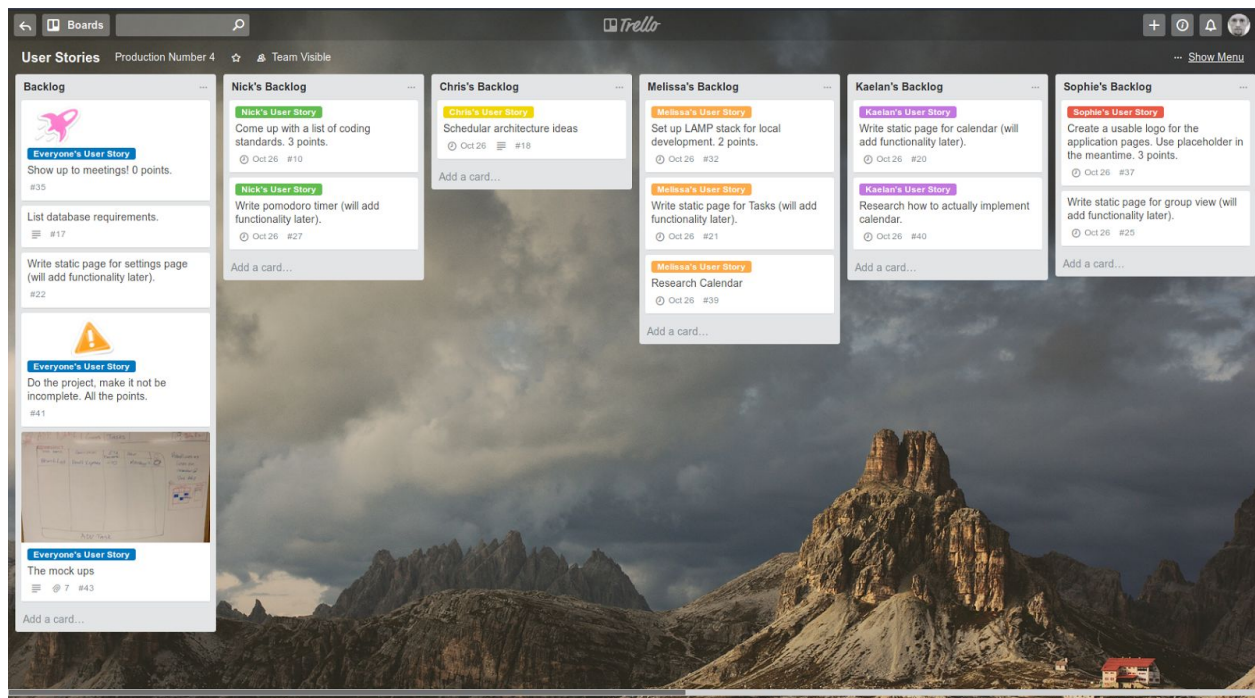 Boards
Trello
User Stories Production Number 4 Team Visible
... Show Menu
Backlog ...
Everyone's User Story
Show up to meetings! 0 points.
#35
List database requirements.
#17
Write static page for settings page
(will add functionality later).
#22
Everyone's User Story
Do the project, make it not be
incomplete. All the points.
#41
Everyone's User Story
The mock ups
7 #43
Add a card...
Nick's Backlog ...
Nick's User Story
Come up with a list of coding
standards. 3 points.
Oct 26 #10
Nick's User Story
Write pomodoro timer (will add
functionality later).
Oct 26 #27
Add a card...
Chris's Backlog ...
Chris's User Story
Schedular architecture ideas
Oct 26 #18
Add a card...
Melissa's Backlog ...
Melissa's User Story
Set up LAMP stack for local
development. 2 points.
Oct 26 #32
Melissa's User Story
Write static page for Tasks (will add
functionality later).
Oct 26 #21
Melissa's User Story
Research Calendar
Oct 26 #39
Add a card...
Kaelan's Backlog ...
Kaelan's User Story
Write static page for calendar (will
add functionality later).
Oct 26 #20
Kaelan's User Story
Research how to actually implement
calendar.
Oct 26 #40
Add a card...
Sophie's Backlog ...
Sophie's User Story
Create a usable logo for the
application pages. Use placeholder in
the meantime. 3 points.
Oct 26 #37
Write static page for group view (will
add functionality later).
Oct 26 #25
Add a card...